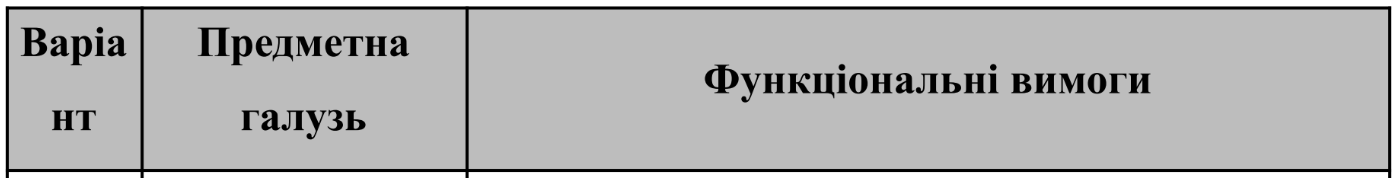 Варіа
нт
Предметна
галузь
Функціональні вимоги